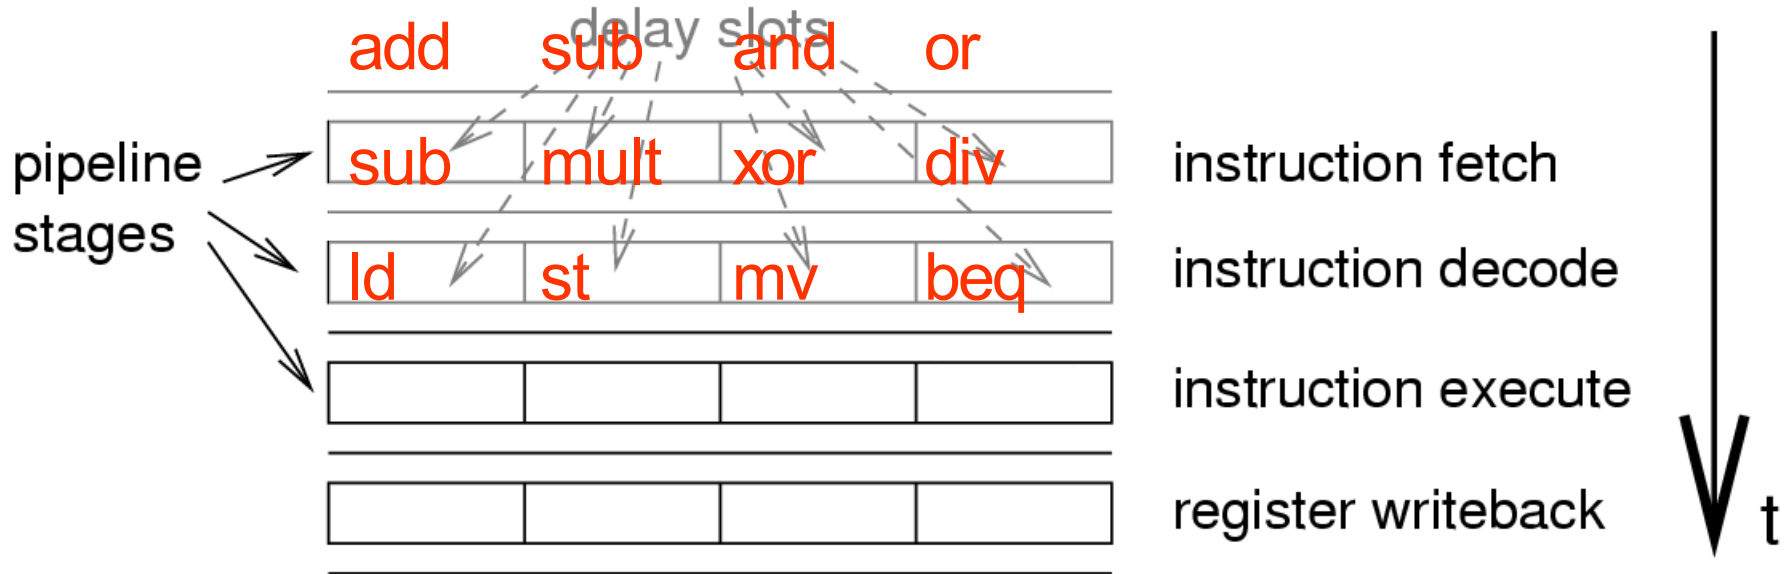 delay slots
add sub and or
pipeline
stages
sub mult xor div
instruction fetch
ld st mv beq
instruction decode
instruction execute
register writeback
t